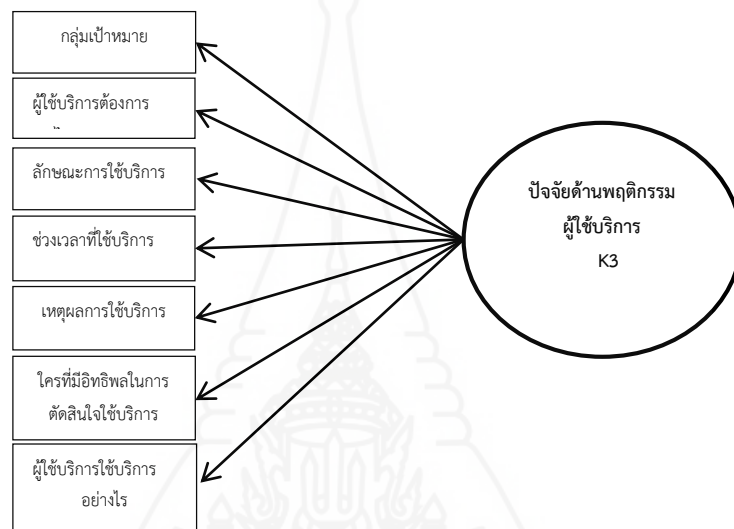 กลุ่มเป้าหมาย
ผู้ใช้บริการต้องการ
ลักษณะการใช้บริการ
ช่วงเวลาที่ใช้บริการ
เหตุผลการใช้บริการ
ใครที่มีอิทธิพลในการ
ตัดสินใจใช้บริการ
ผู้ใช้บริการใช้บริการ
อย่างไร
ปัจจัยด้านพฤติกรรม
ผู้ใช้บริการ
K3